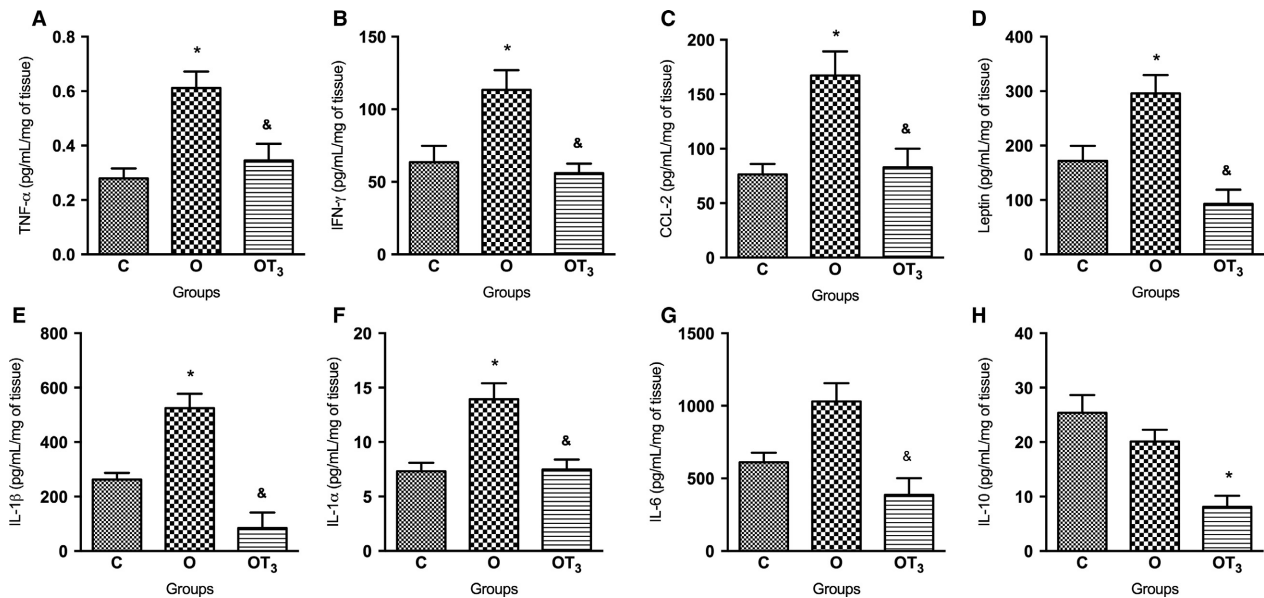 A
TNF-α (pg/mL/mg of tissue)
0.8
0.6
0.4
0.2
0.0
*
&
C O OT₃
Groups
B
IFN-γ (pg/mL/mg of tissue)
150
100
50
0
*
&
C O OT₃
Groups
C
CCL-2 (pg/mL/mg of tissue)
200
150
100
50
0
*
&
C O OT₃
Groups
D
Leptin (pg/mL/mg of tissue)
400
300
200
100
0
*
&
C O OT₃
Groups
E
IL-1β (pg/mL/mg of tissue)
800
600
400
200
0
*
&
C O OT₃
Groups
F
IL-1α (pg/mL/mg of tissue)
20
15
10
5
0
*
&
C O OT₃
Groups
G
IL-6 (pg/mL/mg of tissue)
1500
1000
500
0
&
C O OT₃
Groups
H
IL-10 (pg/mL/mg of tissue)
40
30
20
10
0
*
C O OT₃
Groups